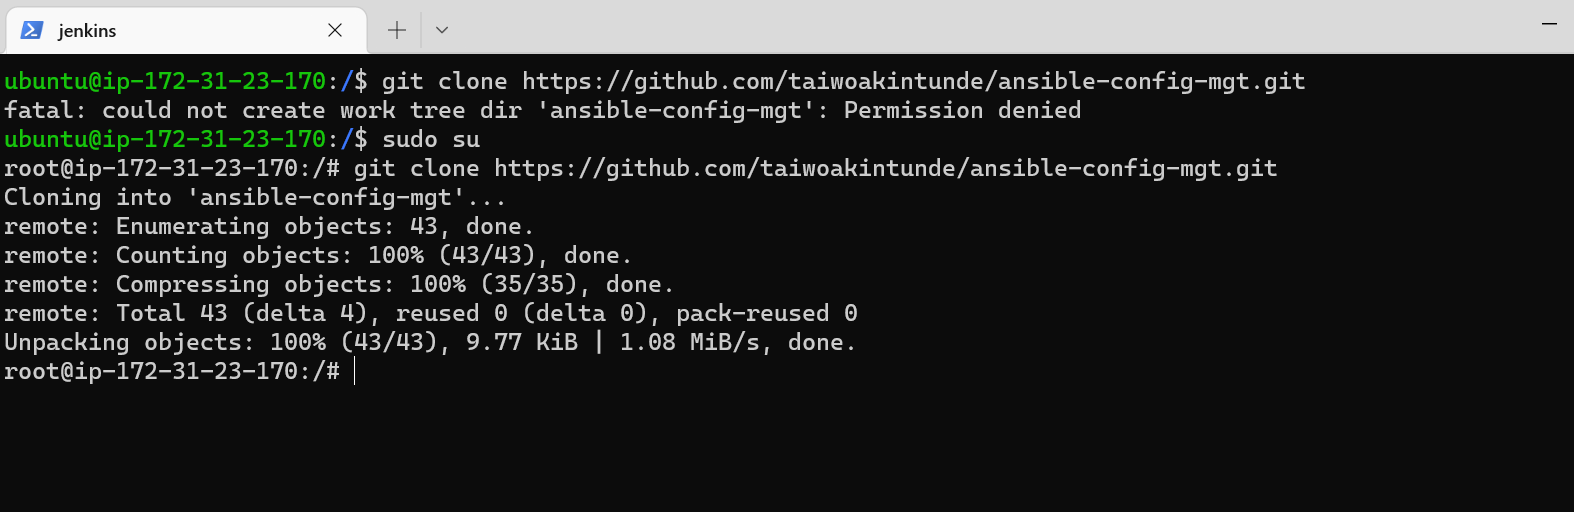 jenkins
ubuntu@ip-172-31-23-170:/$ git clone https://github.com/taiwoakintunde/ansible-config-mgt.git
fatal: could not create work tree dir 'ansible-config-mgt': Permission denied
ubuntu@ip-172-31-23-170:/$ sudo su
root@ip-172-31-23-170:/# git clone https://github.com/taiwoakintunde/ansible-config-mgt.git
Cloning into 'ansible-config-mgt'...
remote: Enumerating objects: 43, done.
remote: Counting objects: 100% (43/43), done.
remote: Compressing objects: 100% (35/35), done.
remote: Total 43 (delta 4), reused 0 (delta 0), pack-reused 0
Unpacking objects: 100% (43/43), 9.77 KiB | 1.08 MiB/s, done.
root@ip-172-31-23-170:/#